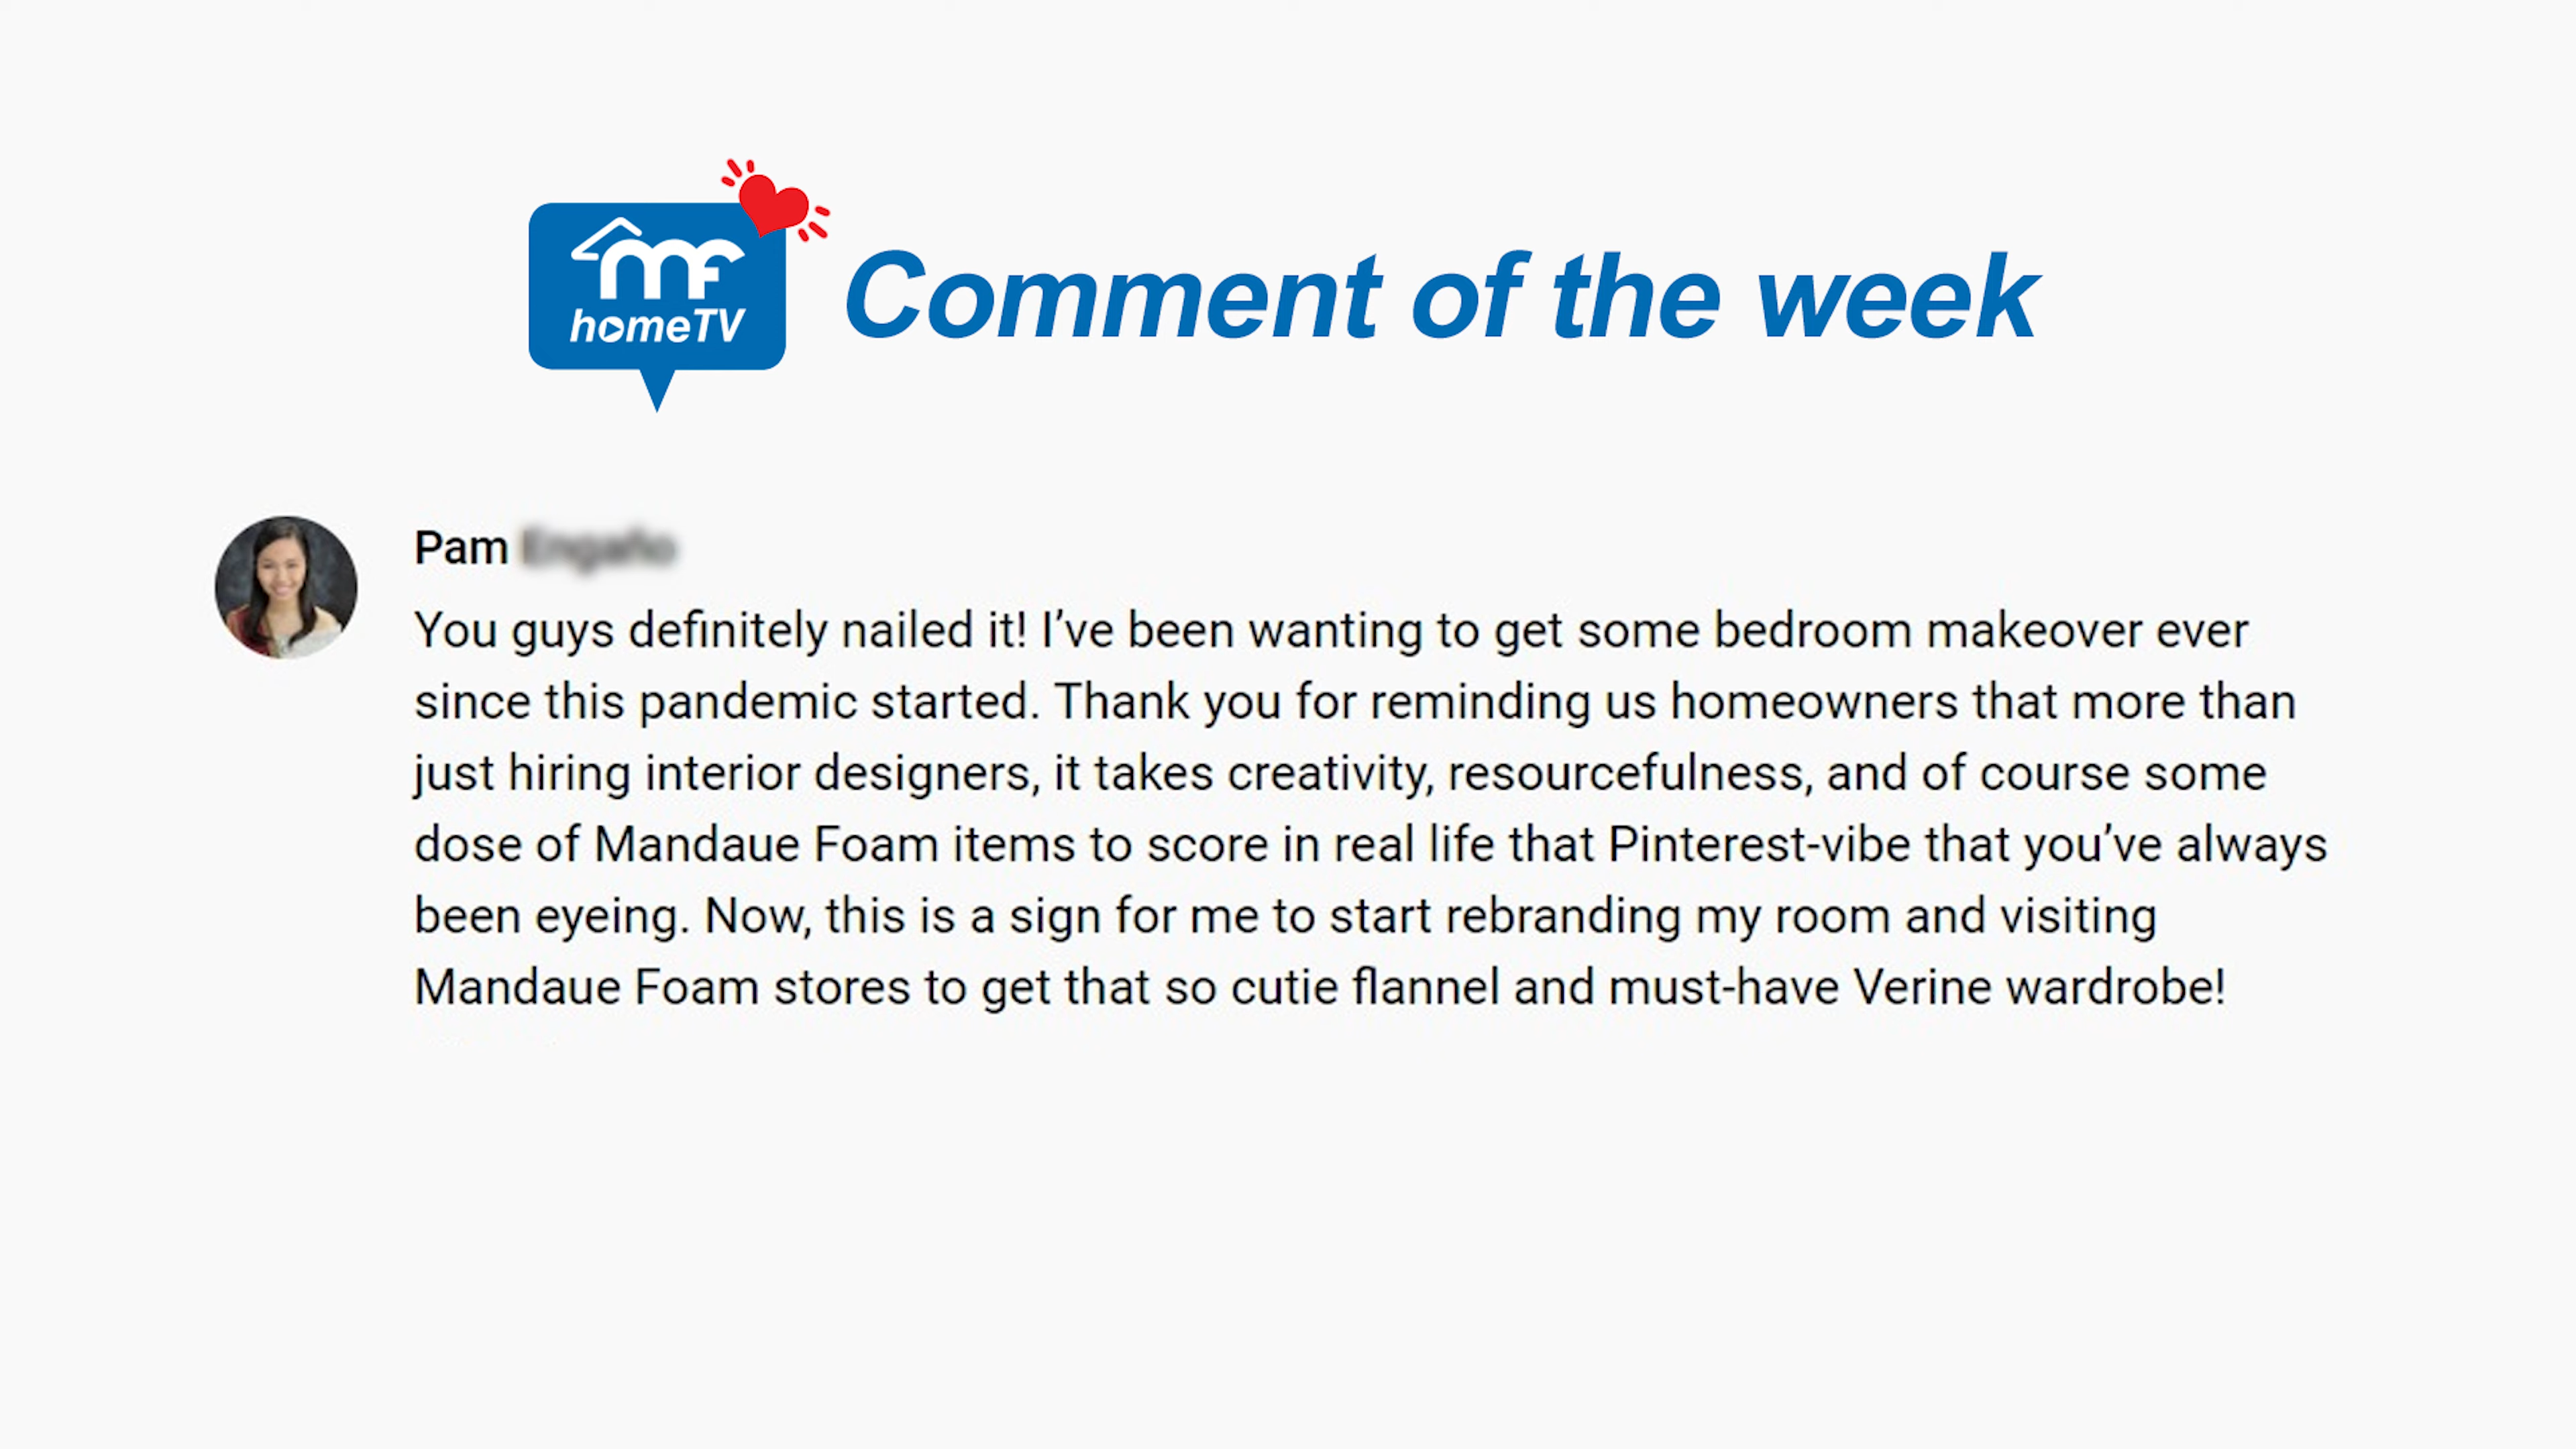 mf
homeTV
Comment of the week
Pam
You guys definitely nailed it! I’ve been wanting to get some bedroom makeover ever
since this pandemic started. Thank you for reminding us homeowners that more than
just hiring interior designers, it takes creativity, resourcefulness, and of course some
dose of Mandaue Foam items to score in real life that Pinterest-vibe that you’ve always
been eyeing. Now, this is a sign for me to start rebranding my room and visiting
Mandaue Foam stores to get that so cutie flannel and must-have Verine wardrobe!